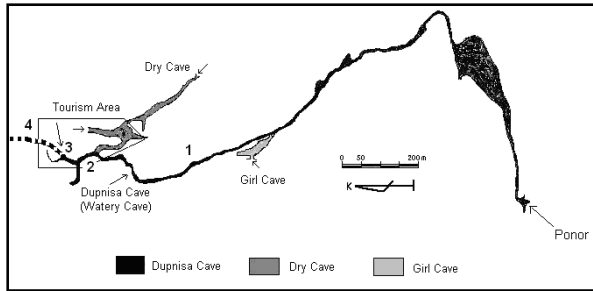 Dry Cave
Tourism Area
4
3
2
1
Dupnisa Cave
(Watery Cave)
Girl Cave
0 50 100 200 m
K
Ponor
Dupnisa Cave
Dry Cave
Girl Cave